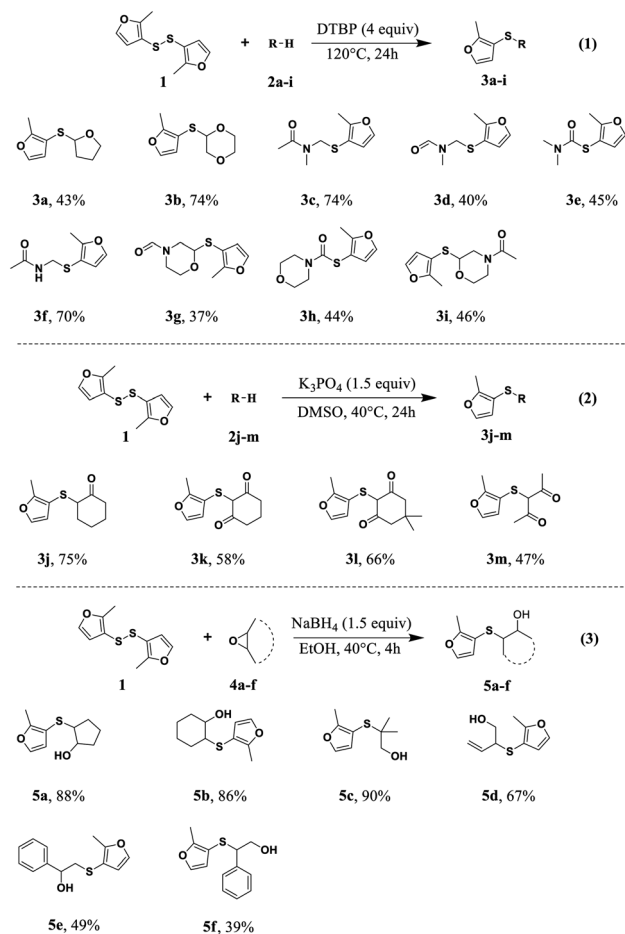 DTBP (4 equiv)
1 + R-H 120°C, 24h (1)
2a-i 3a-i
3a, 43% 3b, 74% 3c, 74% 3d, 40% 3e, 45%
3f, 70% 3g, 37% 3h, 44% 3i, 46%
K3PO4 (1.5 equiv)
1 + R-H DMSO, 40°C, 24h (2)
2j-m 3j-m
3j, 75% 3k, 58% 3l, 66% 3m, 47%
NaBH4 (1.5 equiv)
1 + EtOH, 40°C, 4h (3)
4a-f 5a-f
5a, 88% 5b, 86% 5c, 90% 5d, 67%
5e, 49% 5f, 39%